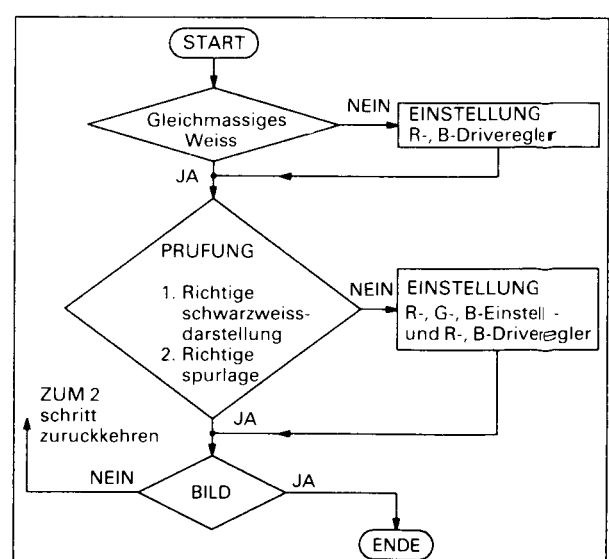 START
Gleichmassiges
Weiss
NEIN
EINSTELLUNG
R-, B-Driveregler
JA
PRUFUNG
1. Richtige
schwarzweiss-
darstellung
2. Richtige
spurlage
NEIN
EINSTELLUNG
R-, G-, B-Einstell-
und R-, B-Driveregler
JA
ZUM 2
schritt
zuruckkehren
NEIN
BILD
JA
ENDE